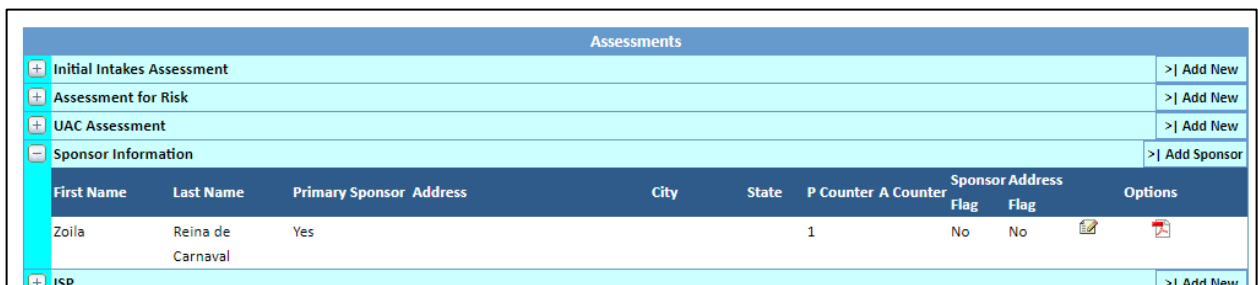 Assessments
Initial Intakes Assessment >| Add New
Assessment for Risk >| Add New
UAC Assessment >| Add New
Sponsor Information >| Add Sponsor
First Name Last Name Primary Sponsor Address City State P Counter A Counter Sponsor Flag Address Flag Options
Zoila Reina de Carnaval Yes 1 No No
ISP >| Add New